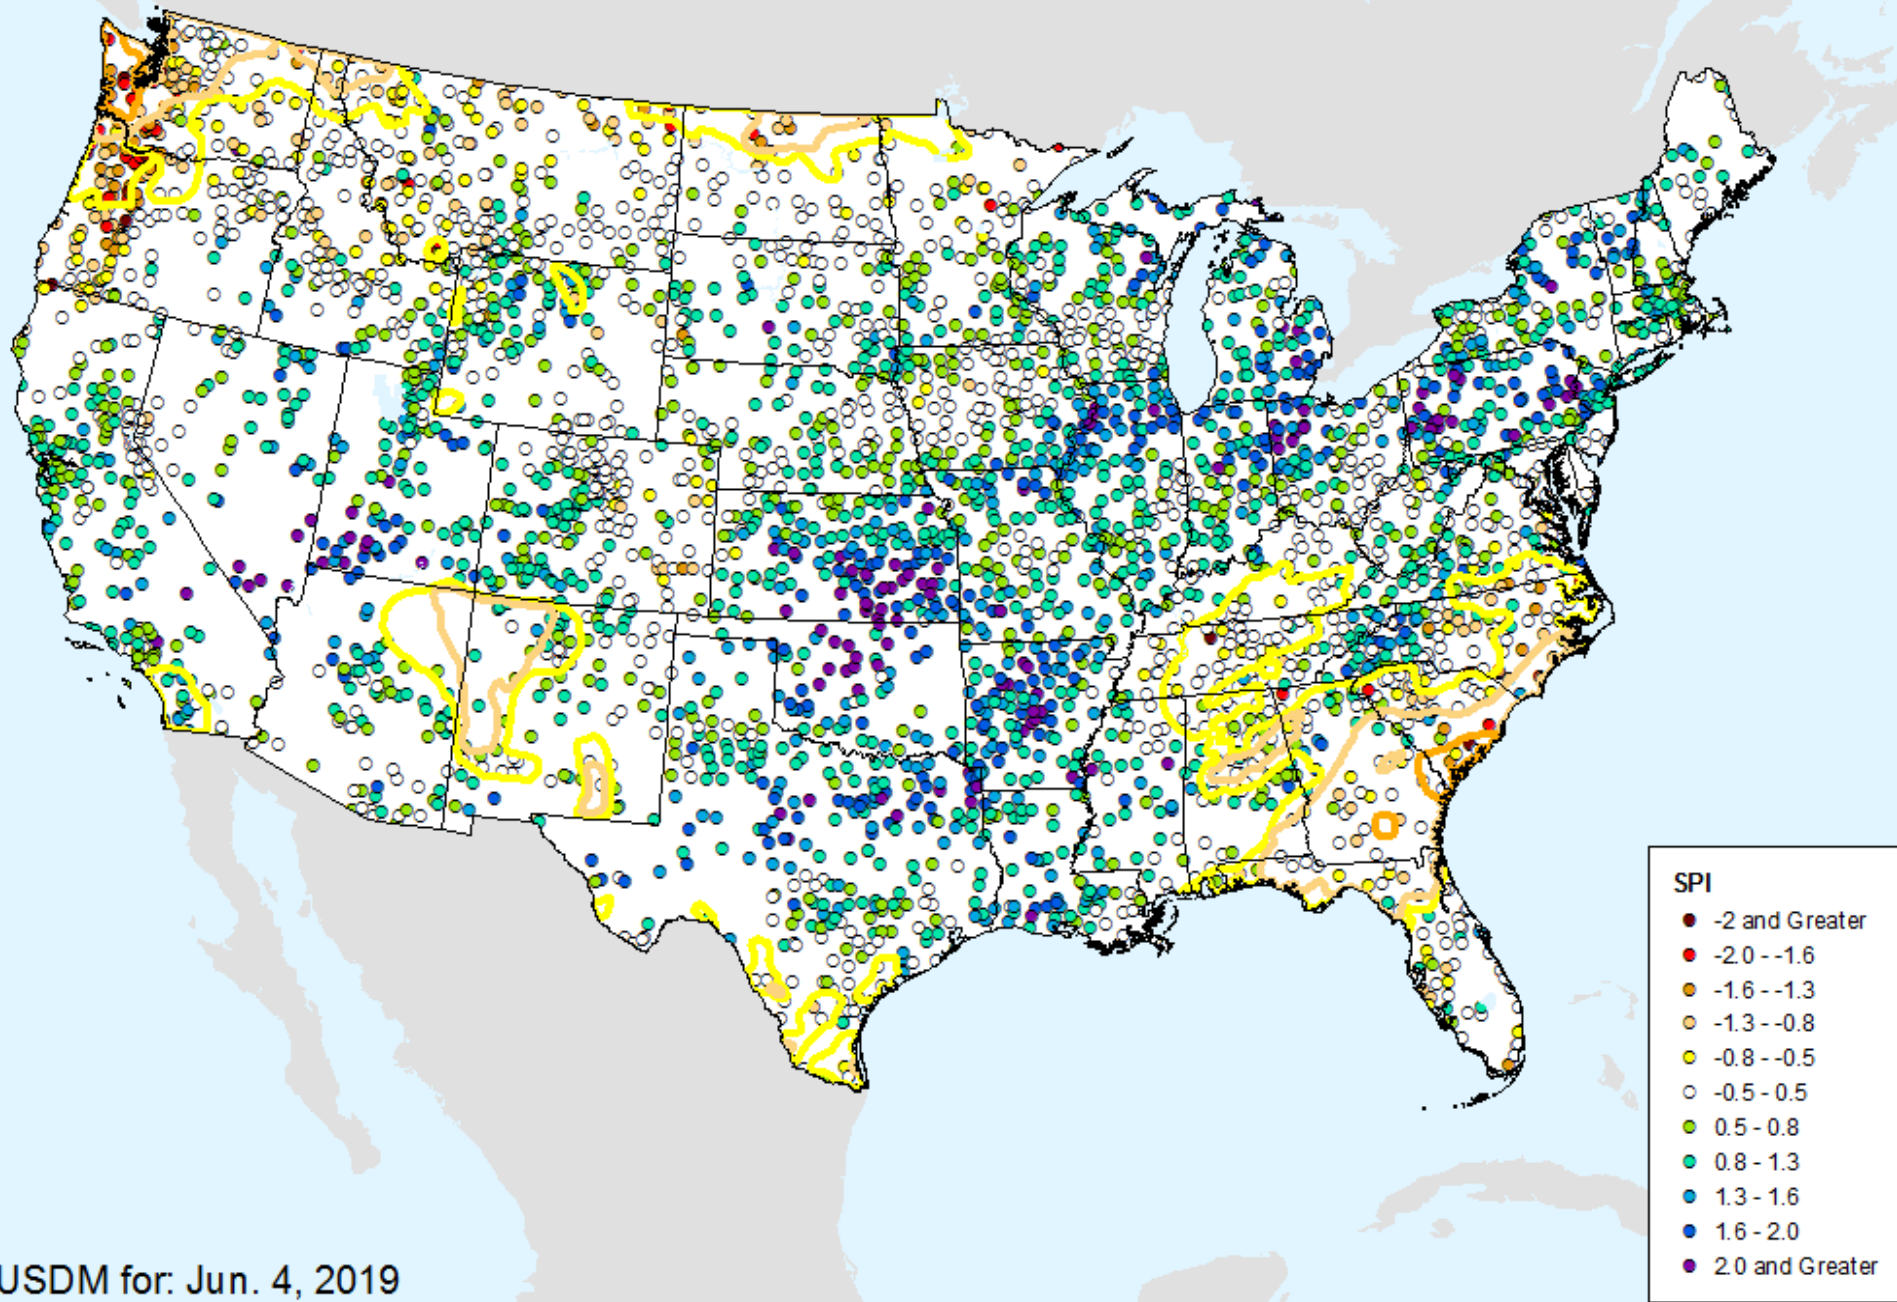 SPI
-2 and Greater
-2.0 - -1.6
-1.6 - -1.3
-1.3 - -0.8
-0.8 - -0.5
-0.5 - 0.5
0.5 - 0.8
0.8 - 1.3
1.3 - 1.6
1.6 - 2.0
2.0 and Greater
USDM for: Jun. 4, 2019